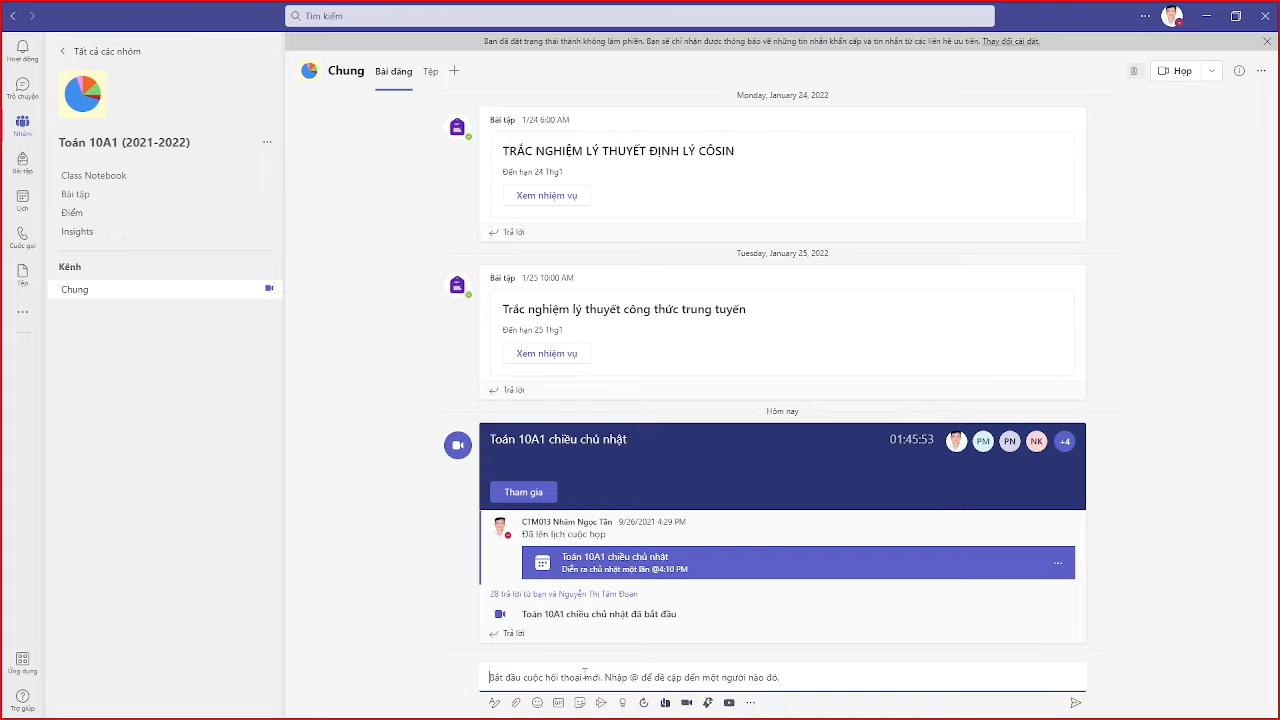 Tìm kiếm
Bạn đã đặt trạng thái thành không làm phiền. Bạn sẽ chỉ nhận được thông báo về những tin nhắn khẩn cấp và tin nhắn từ các liên hệ ưu tiên. Thay đổi cài đặt.
Hoạt động
Trò chuyện
Nhóm
Bài tập
Lịch
Cuộc gọi
Tệp
Ứng dụng
Trợ giúp
Tất cả các nhóm
Toán 10A1 (2021-2022)
Class Notebook
Bài tập
Điểm
Insights
Kênh
Chung
Chung Bài đăng Tệp
Họp
Monday, January 24, 2022
Bài tập 1/24 6:00 AM
TRẮC NGHIỆM LÝ THUYẾT ĐỊNH LÝ CÔSIN
Đến hạn 24 Thg1
Xem nhiệm vụ
Trả lời
Tuesday, January 25, 2022
Bài tập 1/25 10:00 AM
Trắc nghiệm lý thuyết công thức trung tuyến
Đến hạn 25 Thg1
Xem nhiệm vụ
Trả lời
Hôm nay
Toán 10A1 chiều chủ nhật 01:45:53 PM PN NK +4
Tham gia
CTM013 Nhâm Ngọc Tần 9/26/2021 4:29 PM
Đã lên lịch cuộc họp
Toán 10A1 chiều chủ nhật
Diễn ra chủ nhật một lần @4:10 PM
28 trả lời từ bạn và Nguyễn Thị Tâm Đoan
Toán 10A1 chiều chủ nhật đã bắt đầu
Trả lời
Bắt đầu cuộc hội thoại mới. Nhập @ để đề cập đến một người nào đó.
GIF